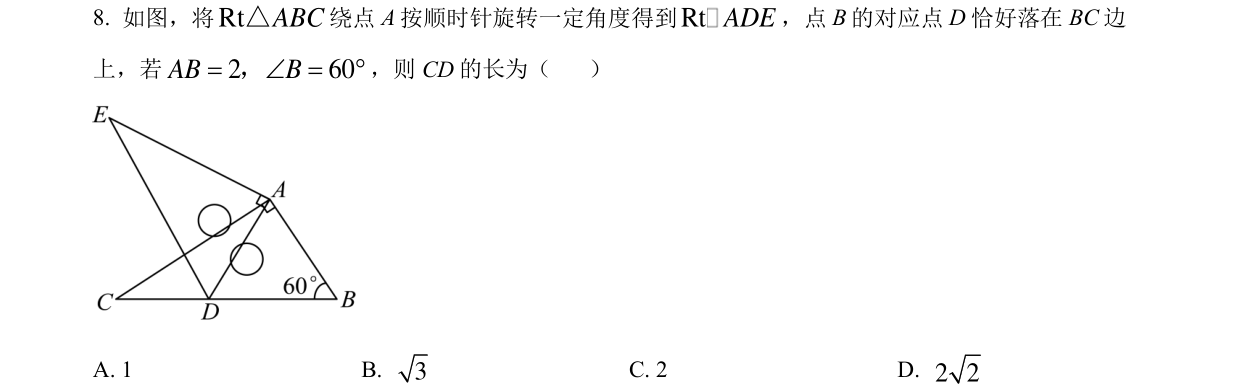 8. 如图，将Rt△ABC绕点A按顺时针旋转一定角度得到Rt□ADE，点B的对应点D恰好落在BC边
上，若AB=2，∠B=60°，则CD的长为（　　）
E
A
60°
C
D
B
A. 1
B. √3
C. 2
D. 2√2